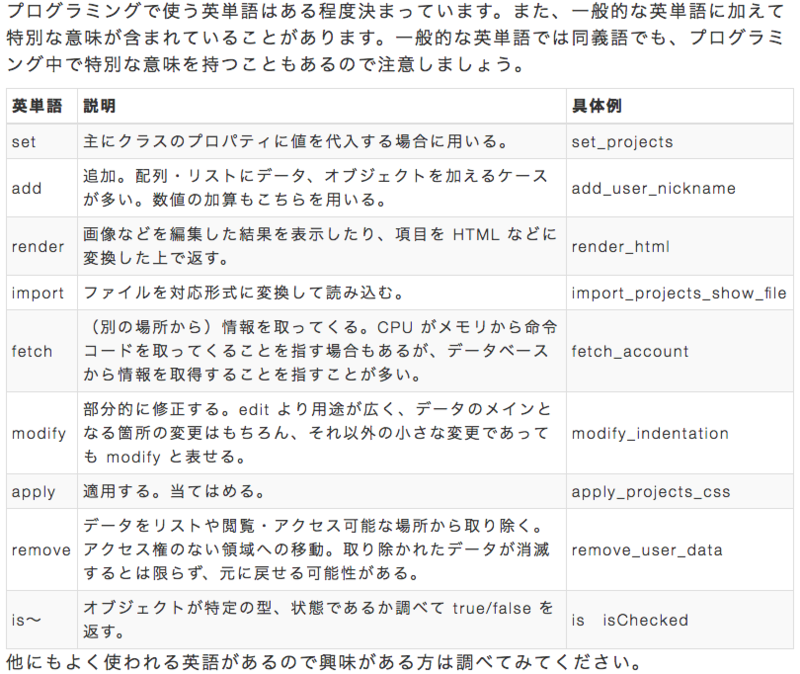 プログラミングで使う英単語はある程度決まっています。また、一般的な英単語に加えて
特別な意味が含まれていることがあります。一般的な英単語では同義語でも、プログラミ
ング中で特別な意味を持つこともあるので注意しましょう。
英単語 説明 具体例
set 主にクラスのプロパティに値を代入する場合に用いる。 set_projects
追加。配列・リストにデータ、オブジェクトを加えるケース
add add_user_nickname
が多い。数値の加算もこちらを用いる。
画像などを編集した結果を表示したり、項目を HTML などに
render render_html
変換した上で返す。
import ファイルを対応形式に変換して読み込む。 import_projects_show_file
（別の場所から）情報を取ってくる。CPU がメモリから命令
fetch コードを取ってくることを指す場合もあるが、データベース fetch_account
から情報を取得することを指すことが多い。
部分的に修正する。edit より用途が広く、データのメインと
modify なる箇所の変更はもちろん、それ以外の小さな変更であって modify_indentation
も modify と表せる。
apply 適用する。当てはめる。 apply_projects_css
データをリストや閲覧・アクセス可能な場所から取り除く。
remove アクセス権のない領域への移動。取り除かれたデータが消滅 remove_user_data
するとは限らず、元に戻せる可能性がある。
オブジェクトが特定の型、状態であるか調べて true/false を
is〜 is　isChecked
返す。
他にもよく使われる英語があるので興味がある方は調べてみてください。